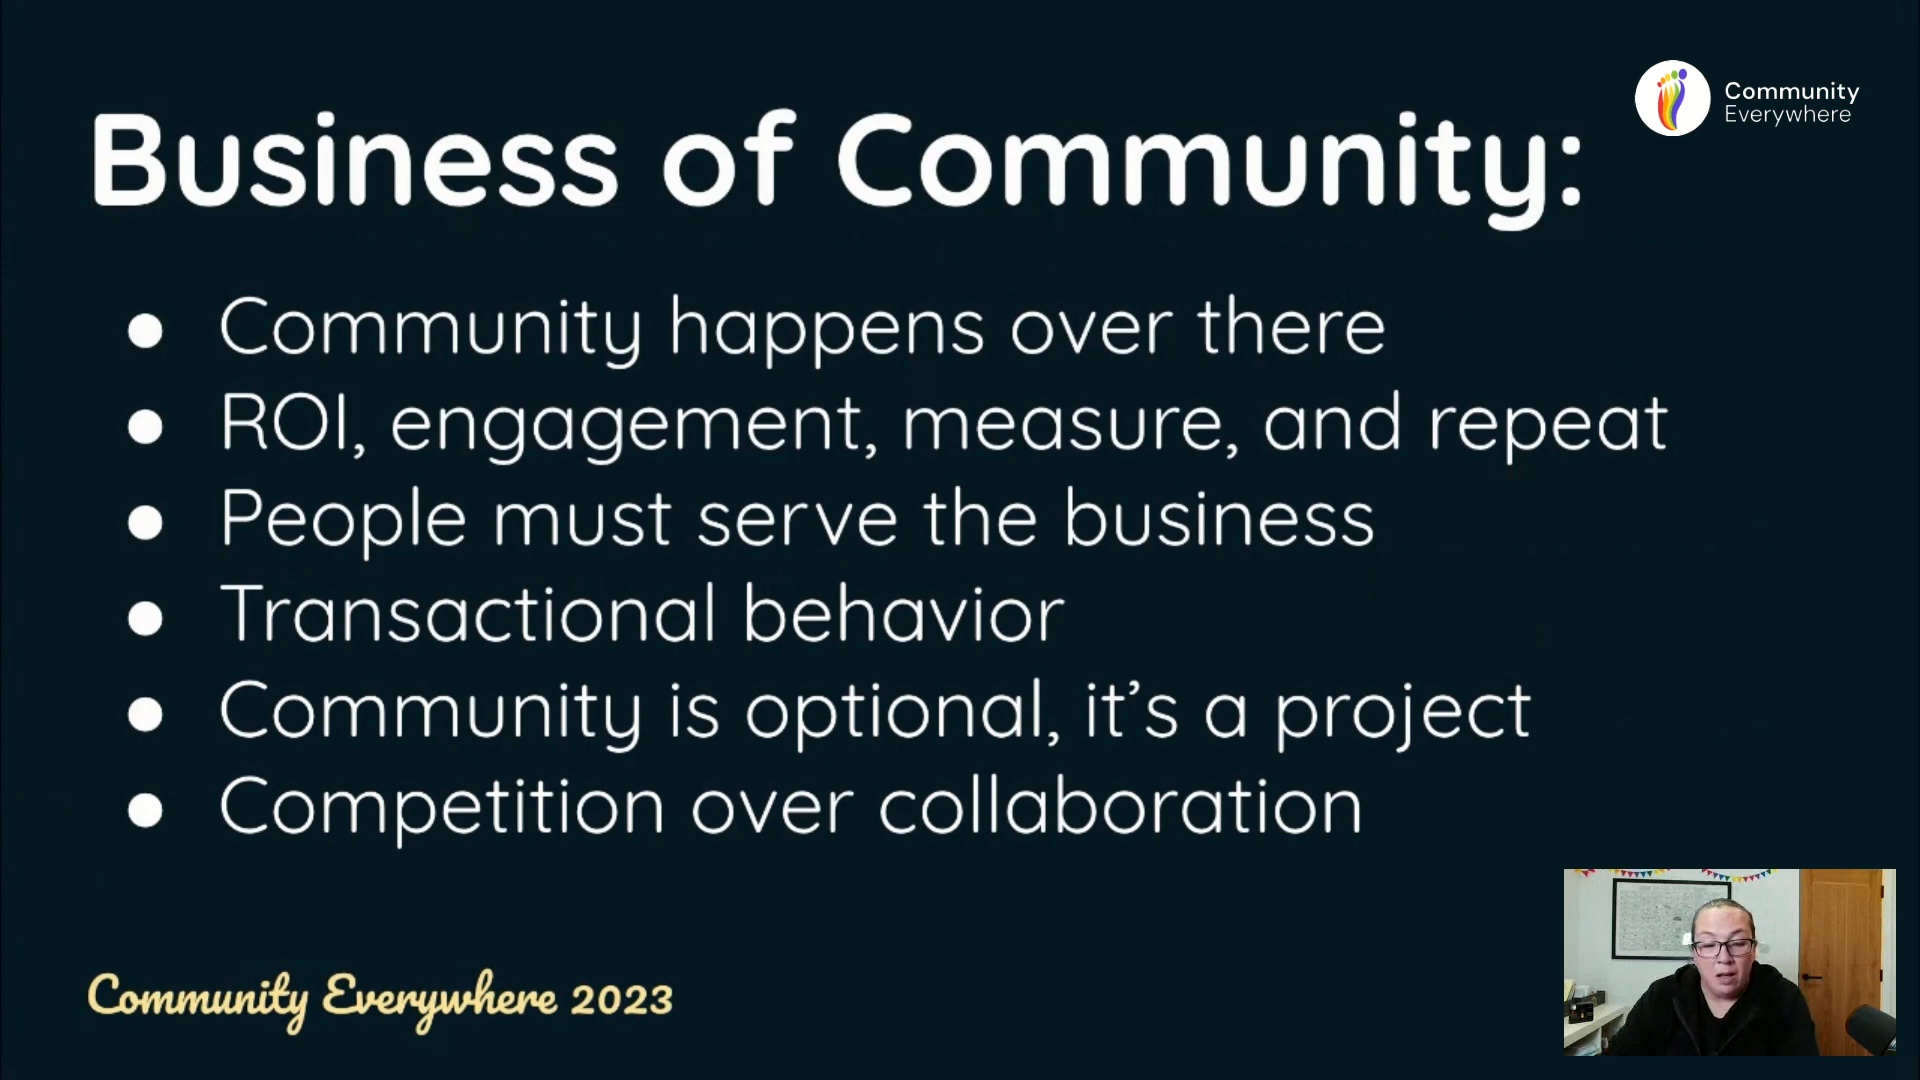 Community
Everywhere
Business of Community:
● Community happens over there
● ROI, engagement, measure, and repeat
● People must serve the business
● Transactional behavior
● Community is optional, it’s a project
● Competition over collaboration
Community Everywhere 2023